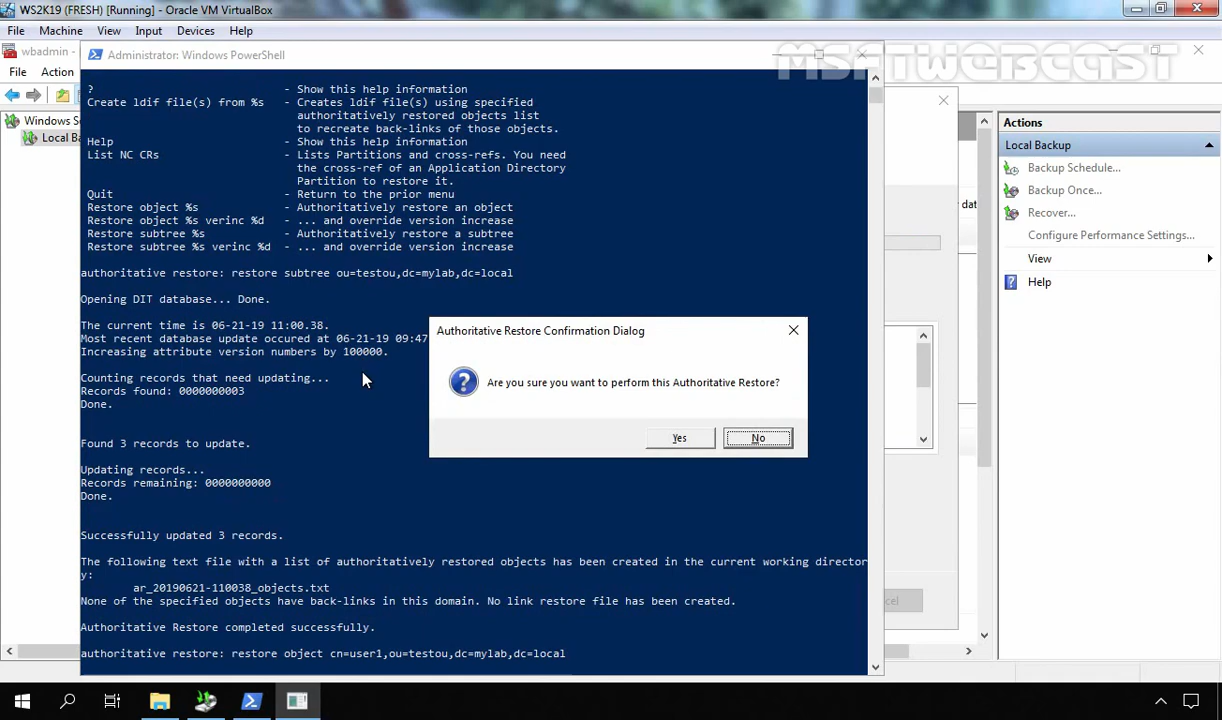 WS2K19 (FRESH) [Running] - Oracle VM VirtualBox
File Machine View Input Devices Help
wbadmin -
MSFTWEBCAST
File Action
Windows S
Local Ba
Administrator: Windows PowerShell
? - Show this help information
Create ldif file(s) from %s - Creates ldif file(s) using specified
authoritatively restored objects list
to recreate back-links of those objects.
Help - Show this help information
List NC CRs - Lists Partitions and cross-refs. You need
the cross-ref of an Application Directory
Partition to restore it.
Quit - Return to the prior menu
Restore object %s - Authoritatively restore an object
Restore object %s verinc %d - ... and override version increase
Restore subtree %s - Authoritatively restore a subtree
Restore subtree %s verinc %d - ... and override version increase
authoritative restore: restore subtree ou=testou,dc=mylab,dc=local
Opening DIT database... Done.
The current time is 06-21-19 11:00.38.
Most recent database update occured at 06-21-19 09:47
Increasing attribute version numbers by 100000.
Counting records that need updating...
Records found: 0000000003
Done.
Found 3 records to update.
Updating records...
Records remaining: 0000000000
Done.
Successfully updated 3 records.
The following text file with a list of authoritatively restored objects has been created in the current working director
y:
ar_20190621-110038_objects.txt
None of the specified objects have back-links in this domain. No link restore file has been created.
Authoritative Restore completed successfully.
authoritative restore: restore object cn=user1,ou=testou,dc=mylab,dc=local
Authoritative Restore Confirmation Dialog
Are you sure you want to perform this Authoritative Restore?
Yes No
y dat
cel
Actions
Local Backup
Backup Schedule...
Backup Once...
Recover...
Configure Performance Settings...
View
Help